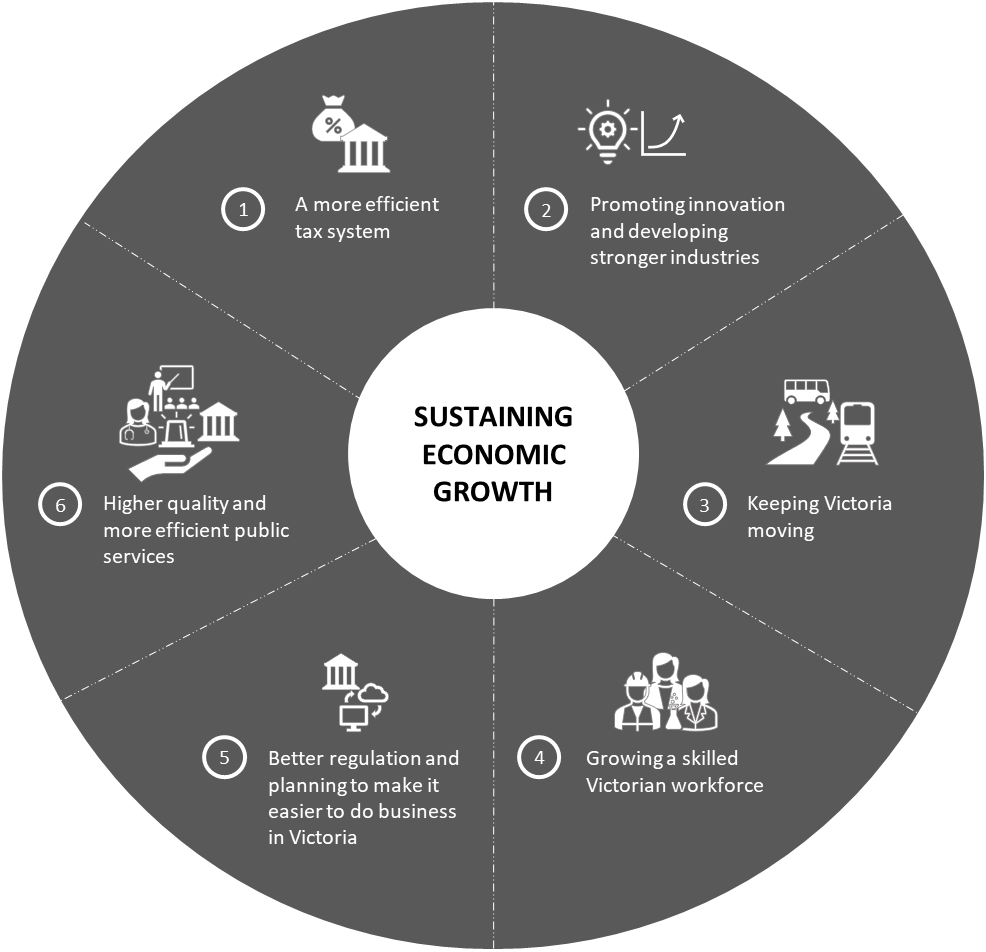 SUSTAINING
ECONOMIC
GROWTH
%
1
A more efficient
tax system
2
Promoting innovation
and developing
stronger industries
3
Keeping Victoria
moving
4
Growing a skilled
Victorian workforce
5
Better regulation and
planning to make it
easier to do business
in Victoria
6
Higher quality and
more efficient public
services